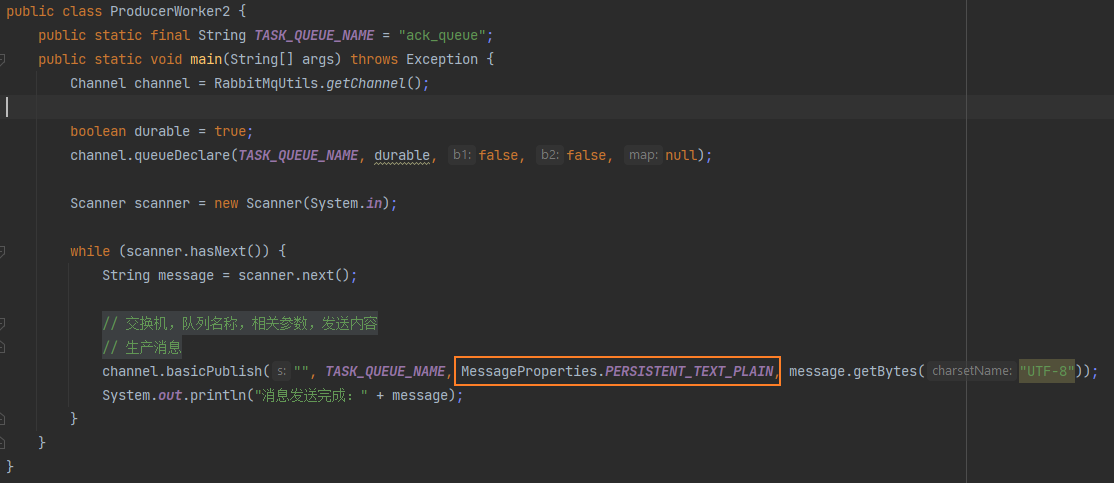 public class ProducerWorker2 {
    public static final String TASK_QUEUE_NAME = "ack_queue";
    public static void main(String[] args) throws Exception {
        Channel channel = RabbitMqUtils.getChannel();
        boolean durable = true;
        channel.queueDeclare(TASK_QUEUE_NAME, durable, b1: false, b2: false, map: null);
        Scanner scanner = new Scanner(System.in);
        while (scanner.hasNext()) {
            String message = scanner.next();
            // 交换机，队列名称，相关参数，发送内容
            // 生产消息
            channel.basicPublish( s: "", TASK_QUEUE_NAME, MessageProperties.PERSISTENT_TEXT_PLAIN, message.getBytes( charsetName: "UTF-8"));
            System.out.println("消息发送完成：" + message);
        }
    }
}